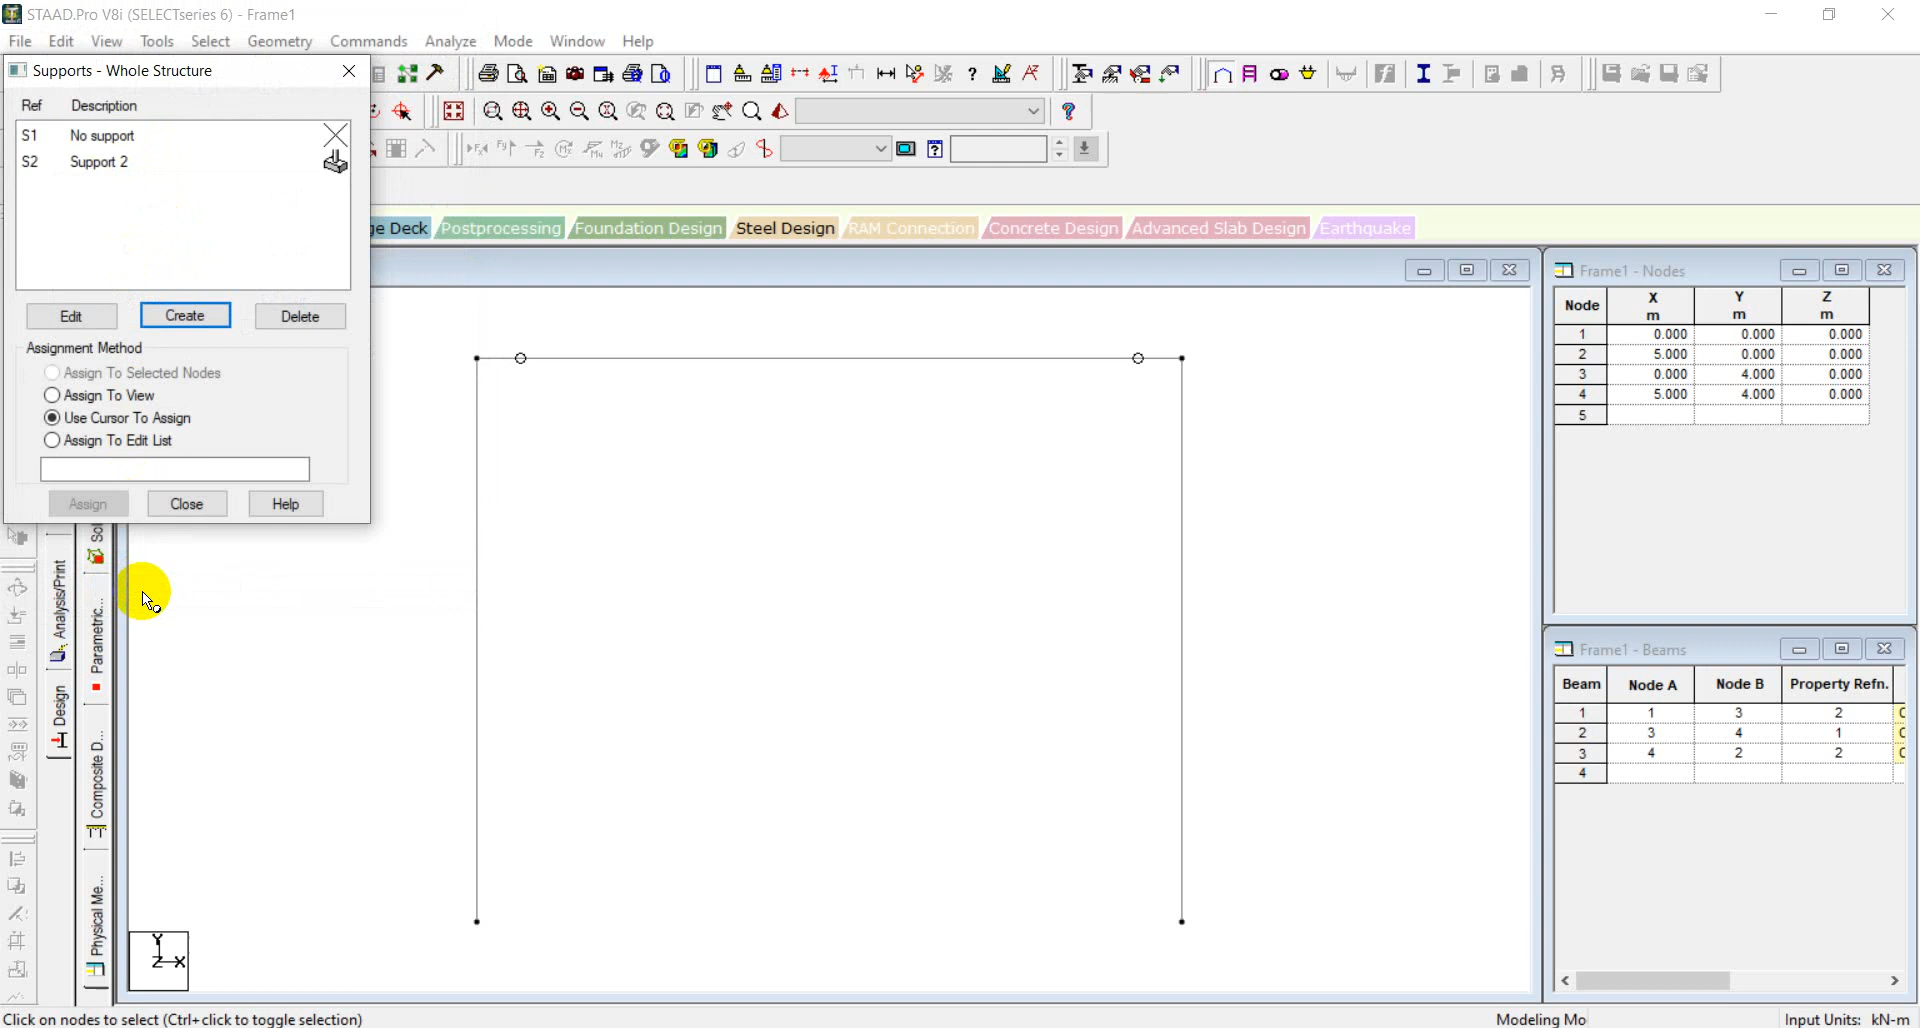 STAAD.Pro V8i (SELECTseries 6) - Frame1
File Edit View Tools Select Geometry Commands Analyze Mode Window Help
Supports - Whole Structure
Ref Description
S1 No support
S2 Support 2
Edit Create Delete
Assignment Method
Assign To Selected Nodes
Assign To View
Use Cursor To Assign
Assign To Edit List
Assign Close Help
ge Deck Postprocessing Foundation Design Steel Design RAM Connection Concrete Design Advanced Slab Design Earthquake
Analysis/Print
Design
Parametric...
Composite D...
Physical Me...
Y
Z X
Frame1 - Nodes
Node X m Y m Z m
1 0.000 0.000 0.000
2 5.000 0.000 0.000
3 0.000 4.000 0.000
4 5.000 4.000 0.000
5
Frame1 - Beams
Beam Node A Node B Property Refn.
1 1 3 2
2 3 4 1
3 4 2 2
4
Click on nodes to select (Ctrl+click to toggle selection)
Modeling Mo
Input Units: kN-m